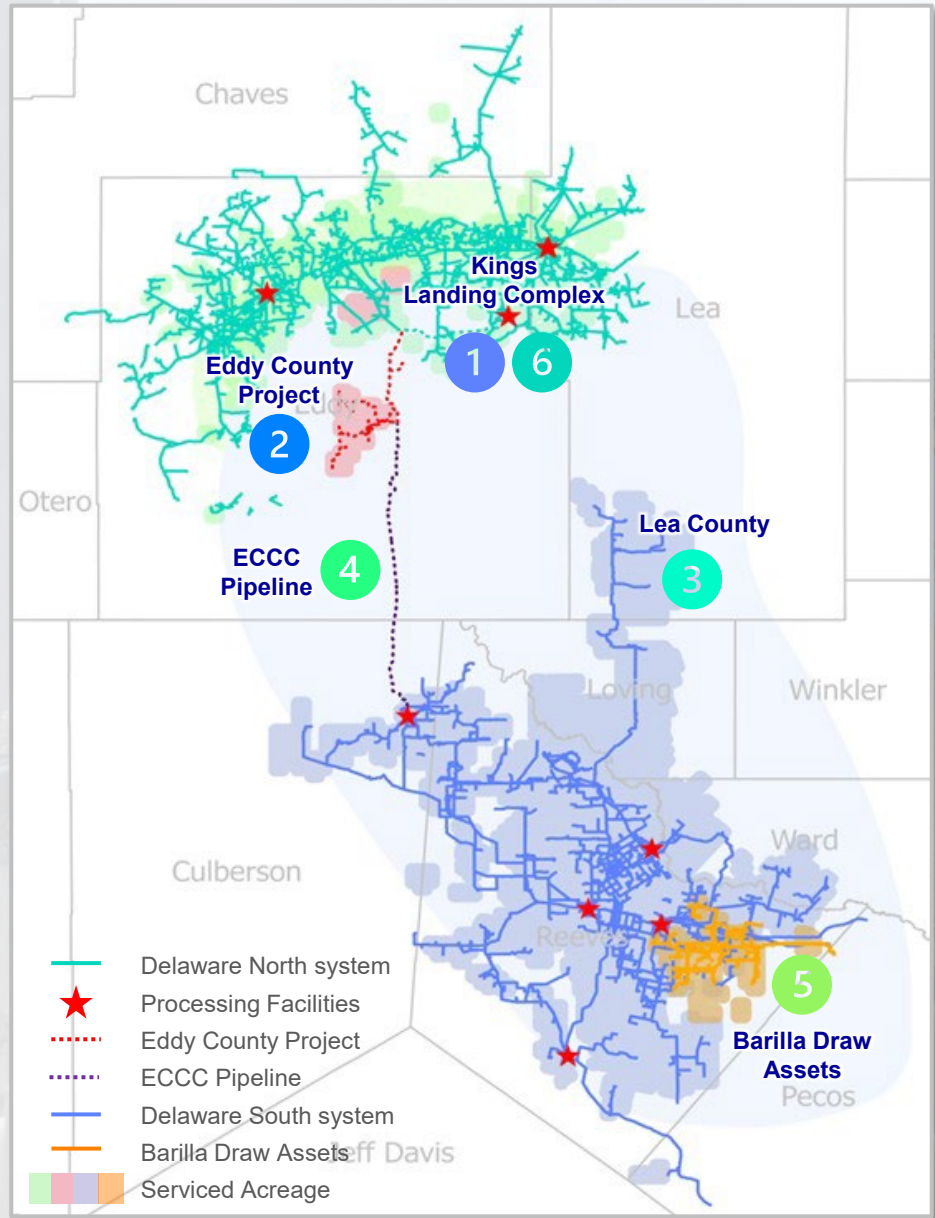 Chaves
Kings
Landing Complex
Lea
1
6
Eddy County
Project
Eddy
2
Otero
Lea County
3
ECCC
Pipeline
4
Loving
Winkler
Ward
Culberson
Reeves
5
Barilla Draw
Assets
Pecos
Delaware North system
Processing Facilities
Eddy County Project
ECCC Pipeline
Delaware South system
Barilla Draw Assets
Jeff Davis
Serviced Acreage